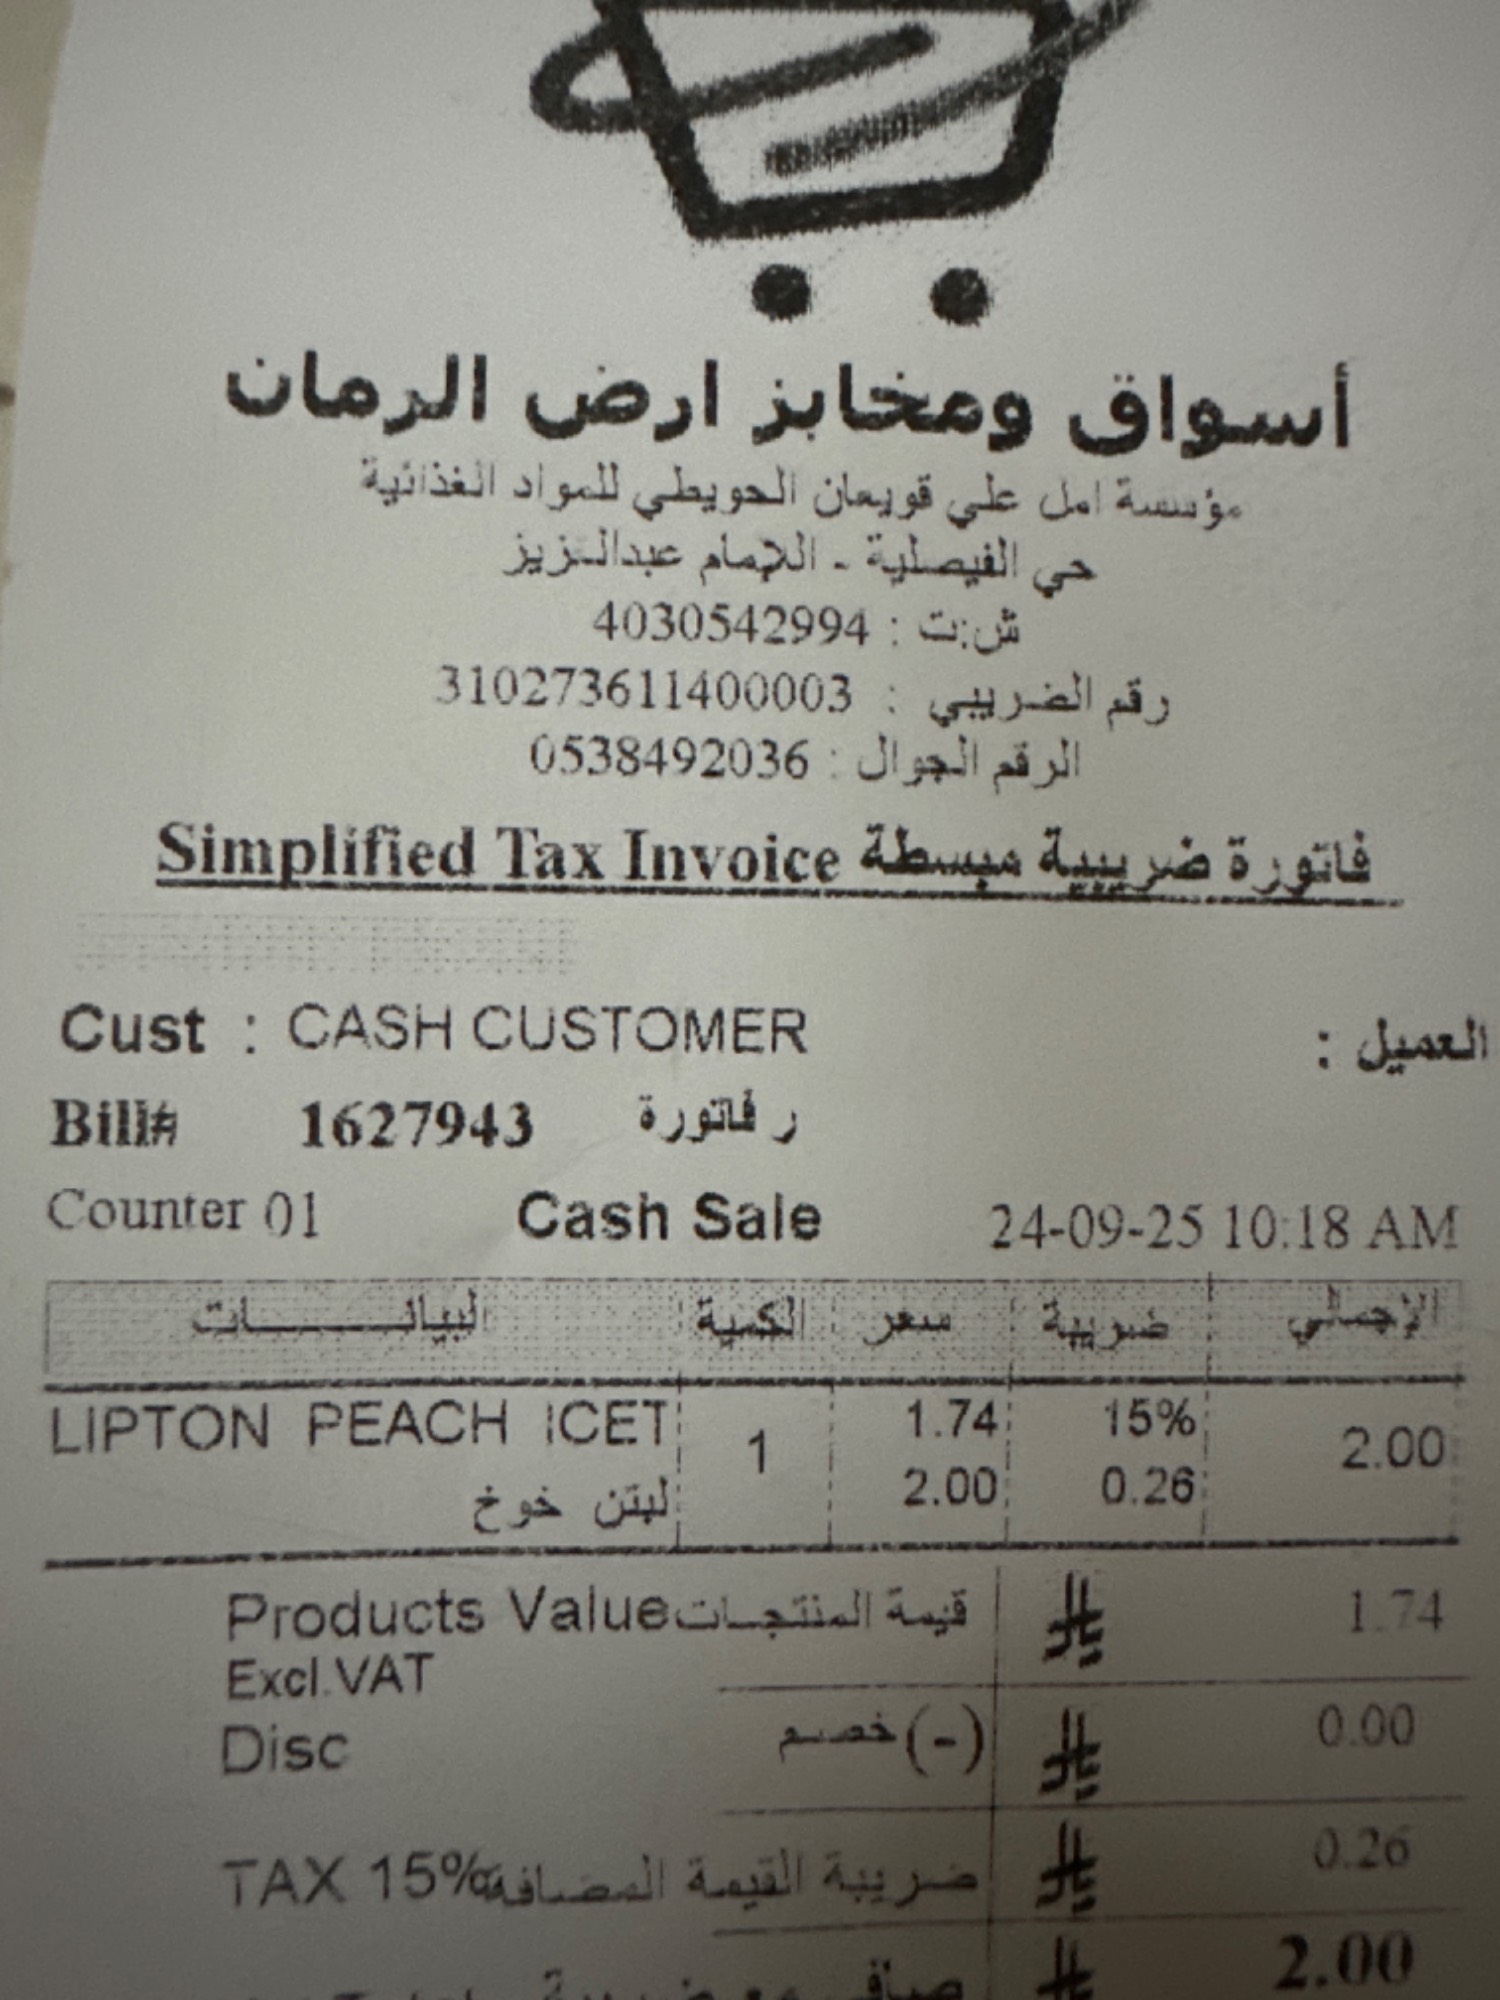 أسواق ومخابز ارض الرمان
مؤسسة امل علي قويعان الحويطي للمواد الغذائية
حي الفيصلية - اللإمام عبدالعزيز
ش:ت : 4030542994
رقم الضريبي : 310273611400003
الرقم الجوال : 0538492036
Simplified Tax Invoice فاتورة ضريبية مبسطة
Cust : CASH CUSTOMER العميل :
Bill# 1627943 ر فاتورة
Counter 01 Cash Sale 24-09-25 10:18 AM
البيانـــــــات الكمية سعر ضريبة الإجمالي
LIPTON PEACH ICET 1 1.74 15% 2.00
لبتن خوخ 2.00 0.26
Products Value قيمة المنتجـات 1.74
Excl.VAT
Disc خصم (-) 0.00
TAX 15% ضريبة القيمة المضافة 0.26
2.00